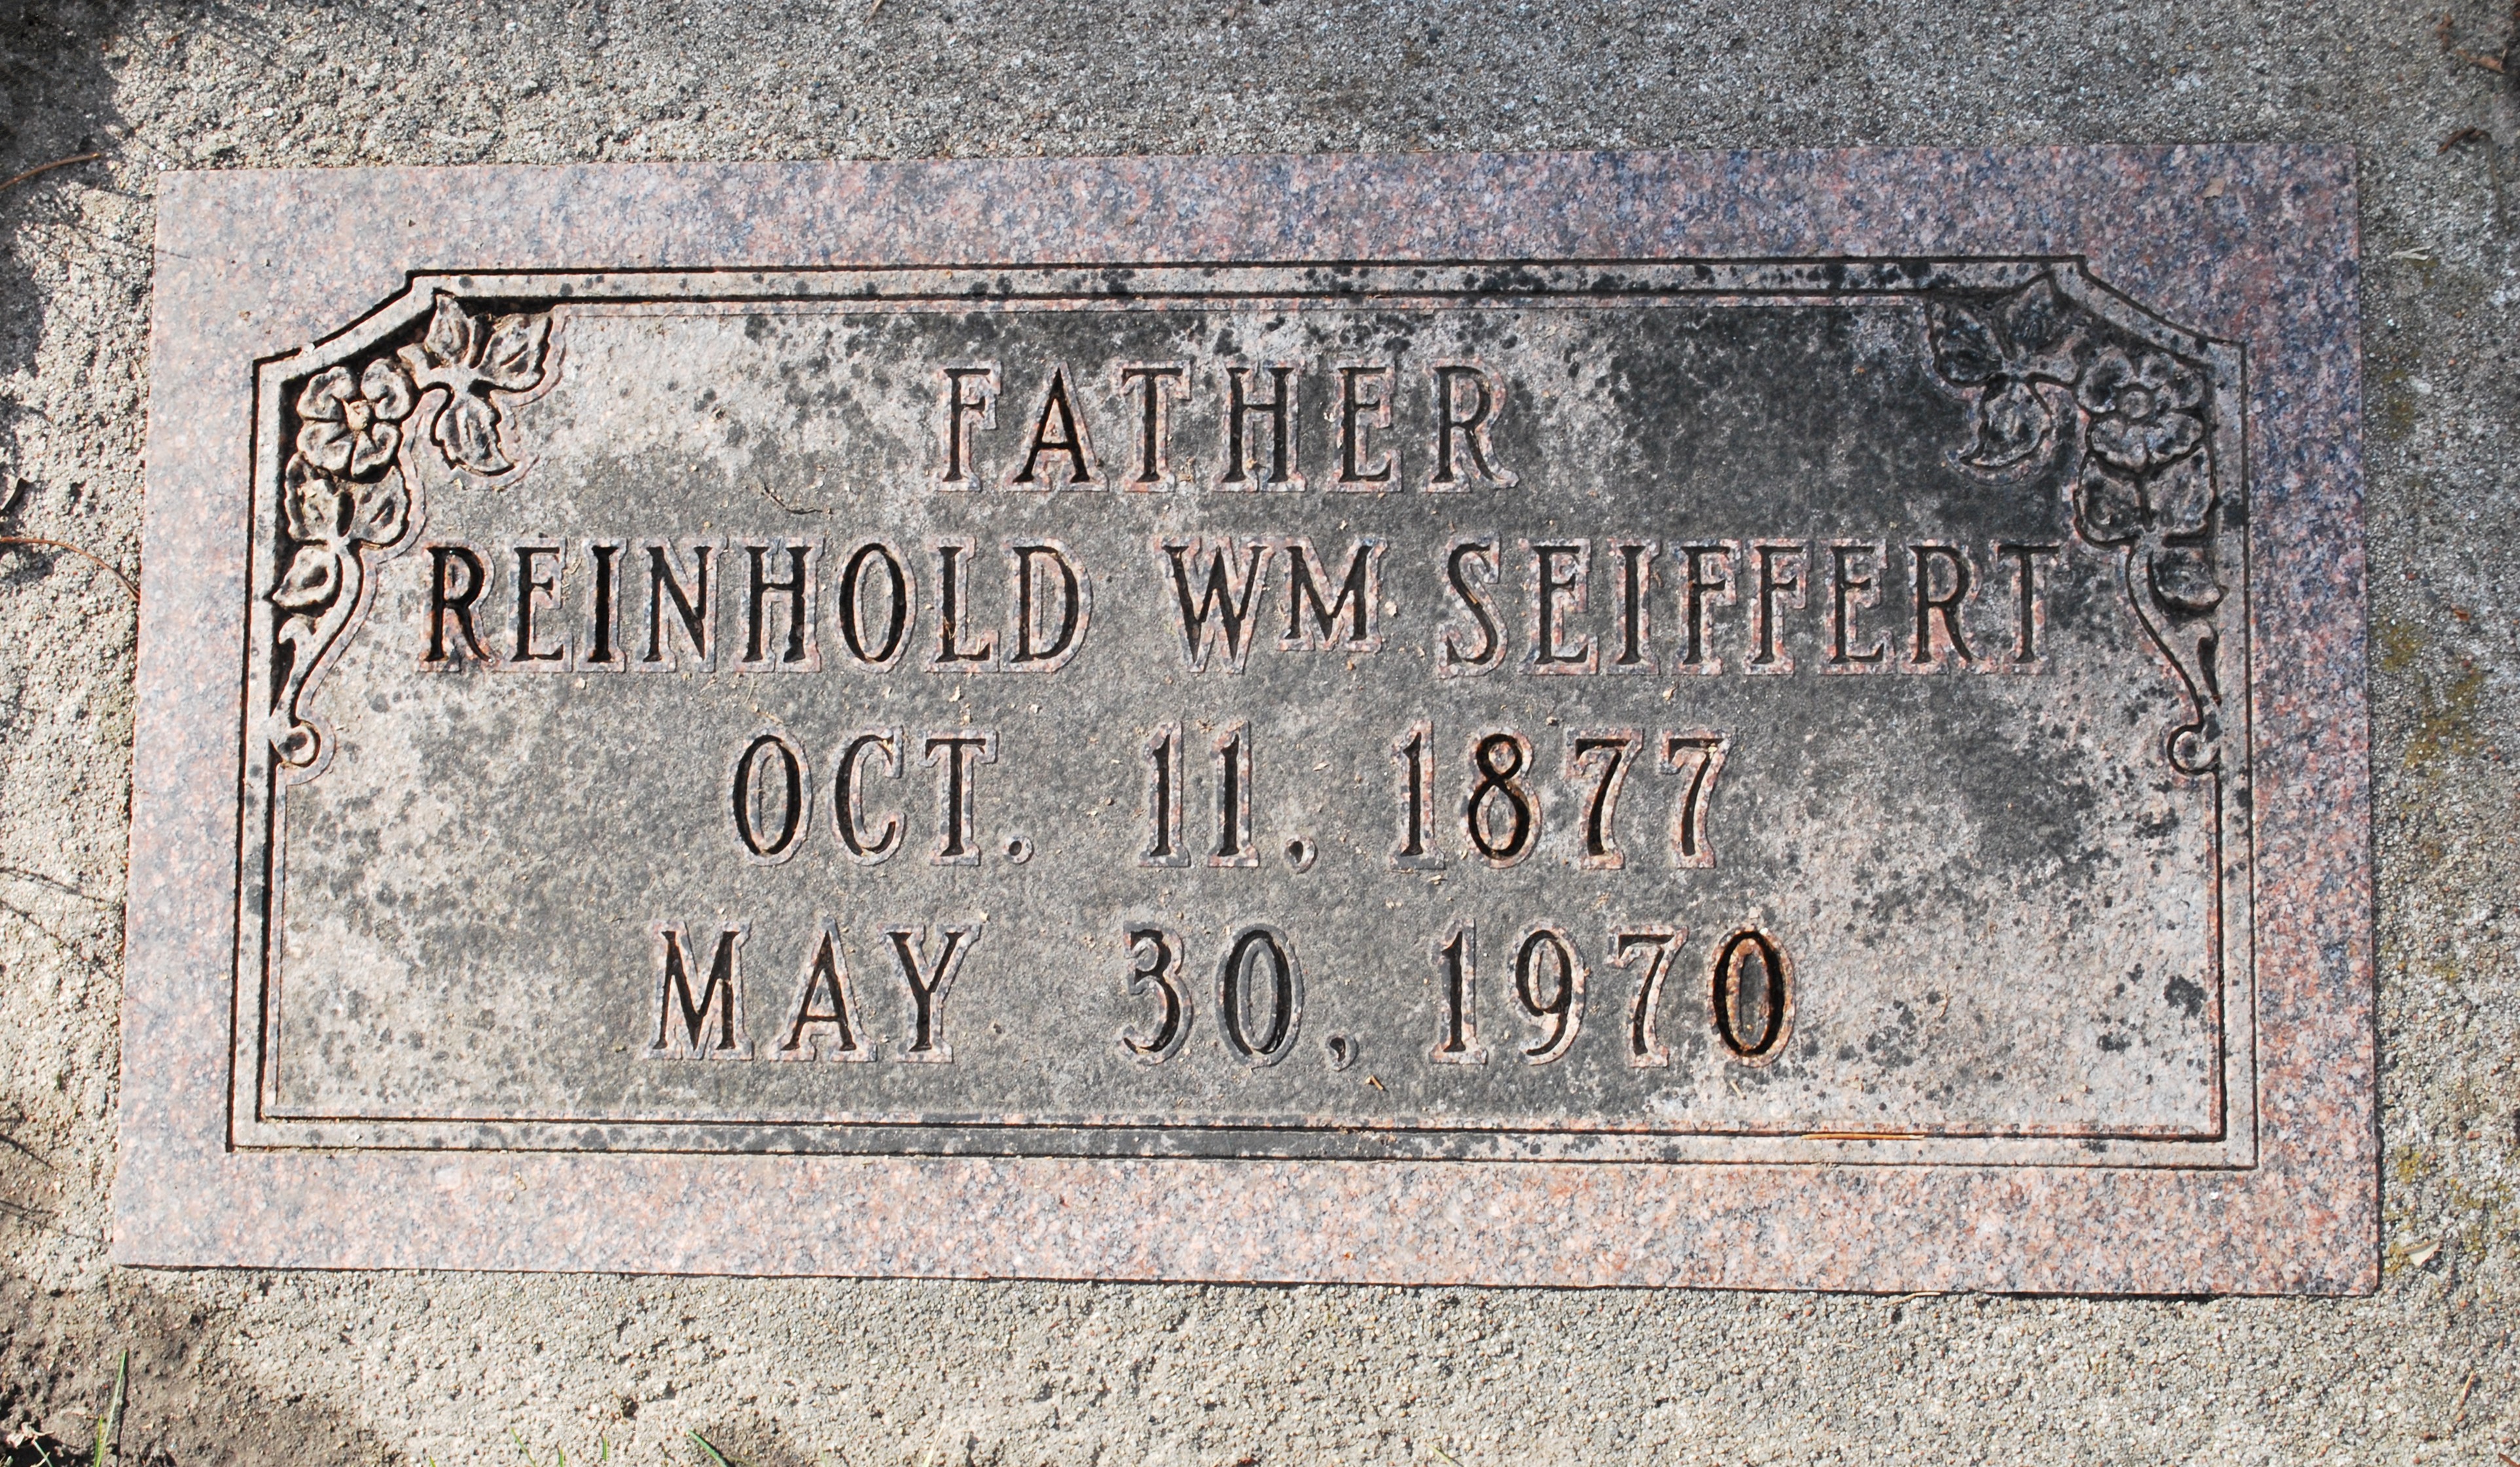 FATHER
REINHOLD WM SEIFFERT
OCT. 11, 1877
MAY 30, 1970